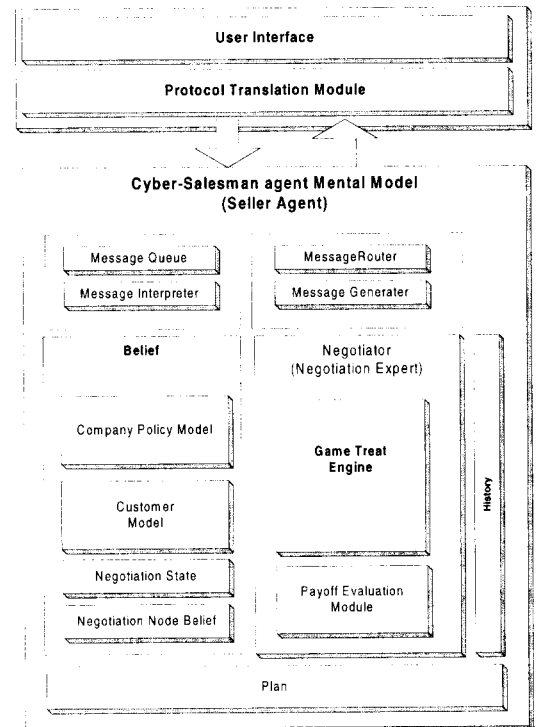 User Interface
Protocol Translation Module
Cyber-Salesman agent Mental Model
(Seller Agent)
Message Queue
MessageRouter
Message Interpreter
Message Generater
Belief
Negotiator
(Negotiation Expert)
Company Policy Model
Game Treat
Engine
History
Customer
Model
Negotiation State
Payoff Evaluation
Module
Negotiation Node Belief
Plan